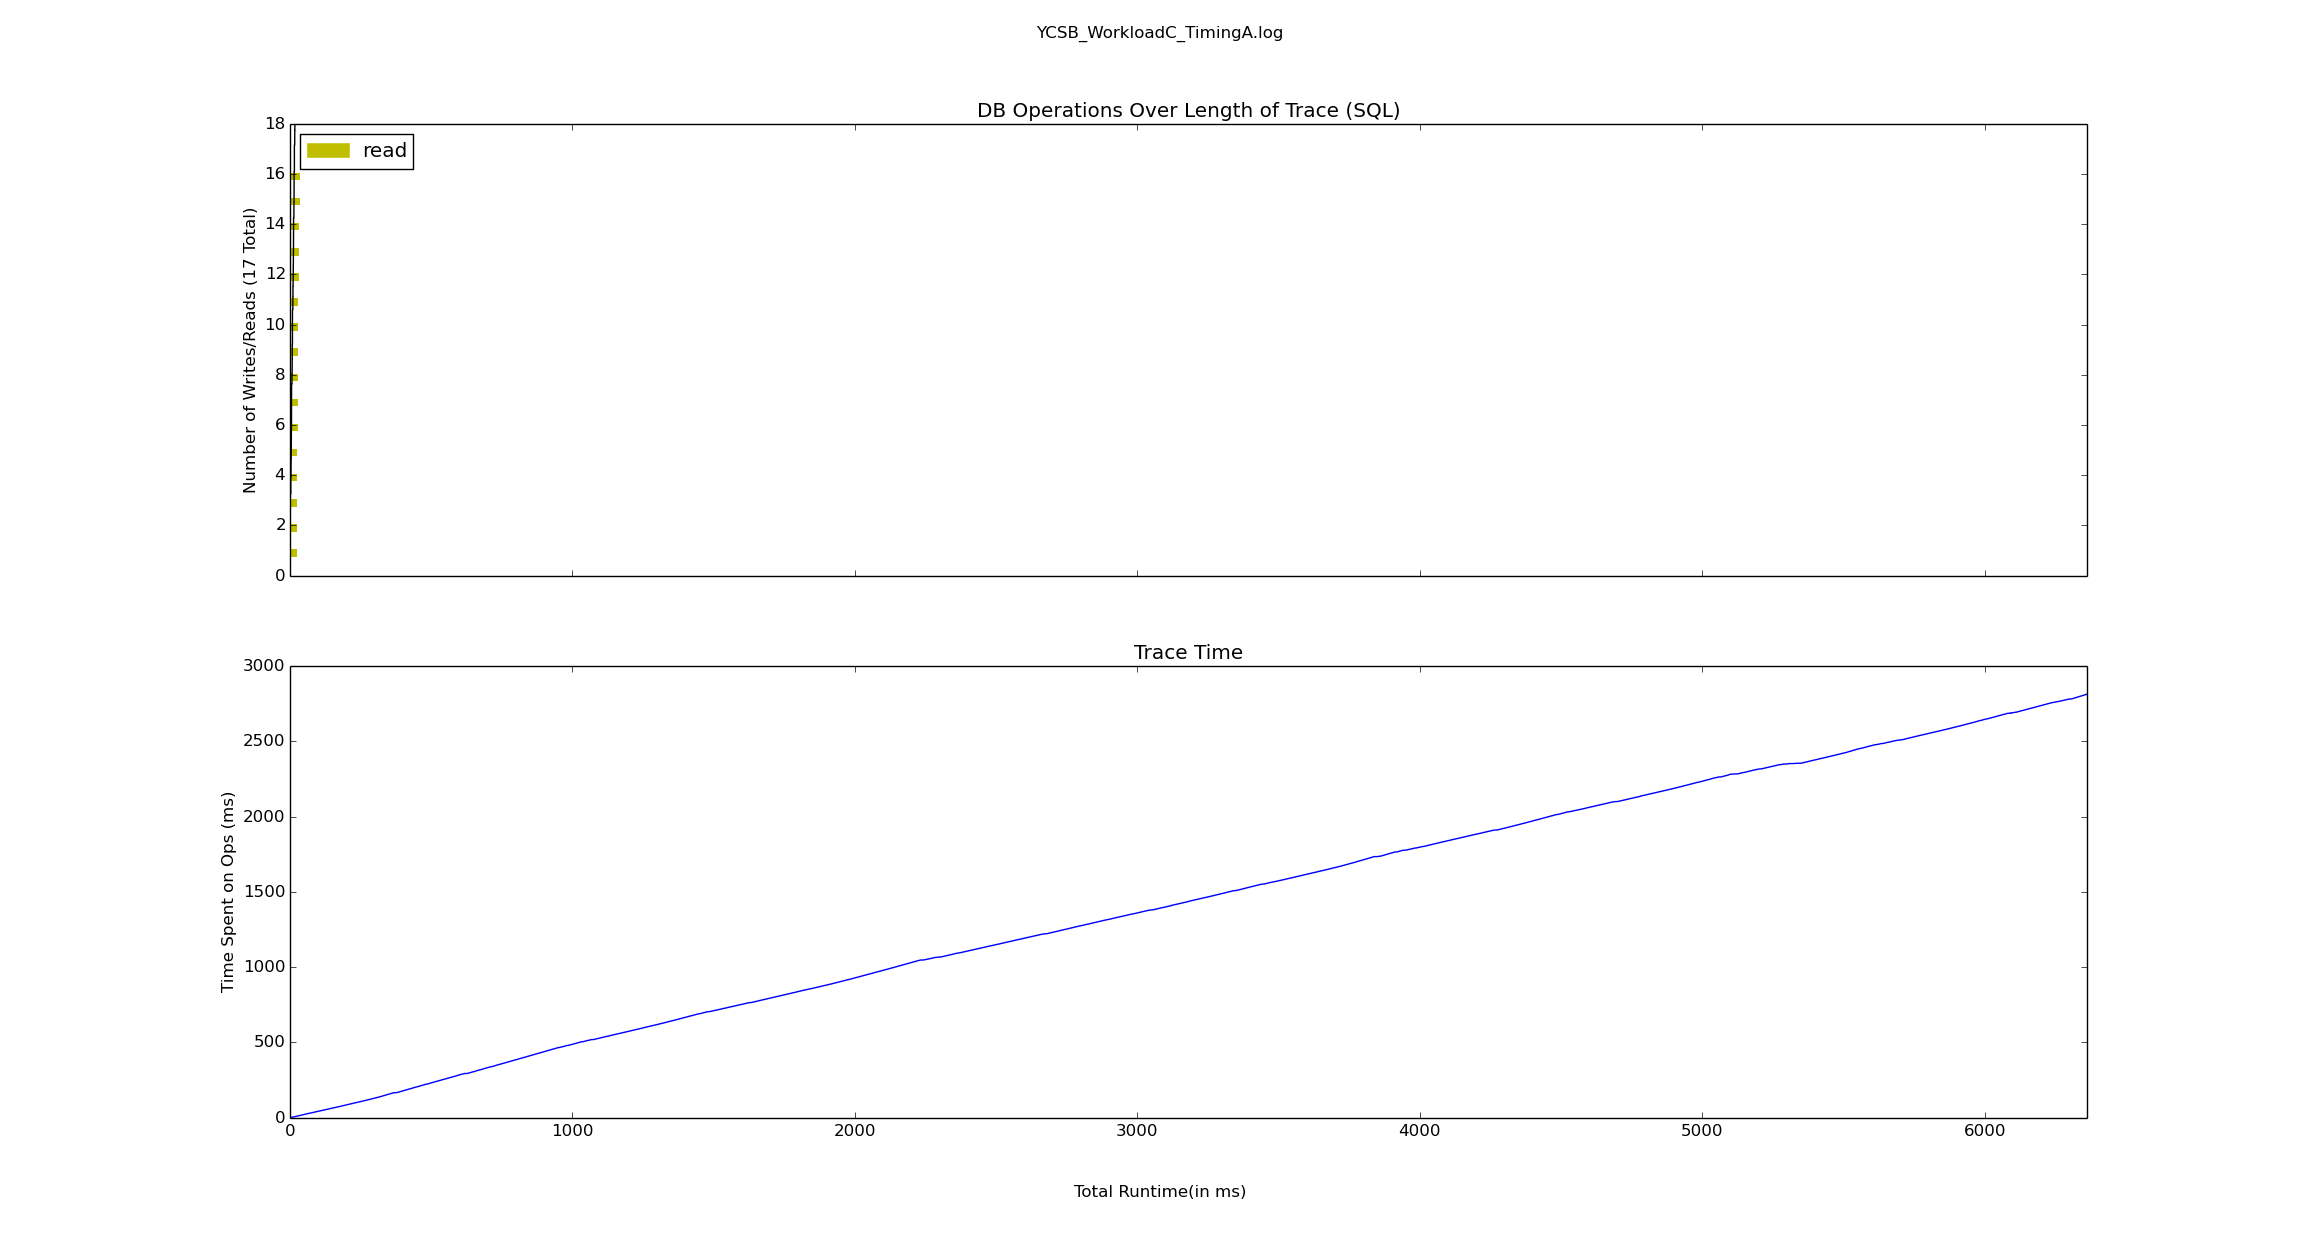 YCSB_WorkloadC_TimingA.log
DB Operations Over Length of Trace (SQL)
18
16
14
12
10
8
6
4
2
0
read
Number of Writes/Reads (17 Total)
Trace Time
3000
2500
2000
1500
1000
500
0
Time Spent on Ops (ms)
0 1000 2000 3000 4000 5000 6000
Total Runtime(in ms)